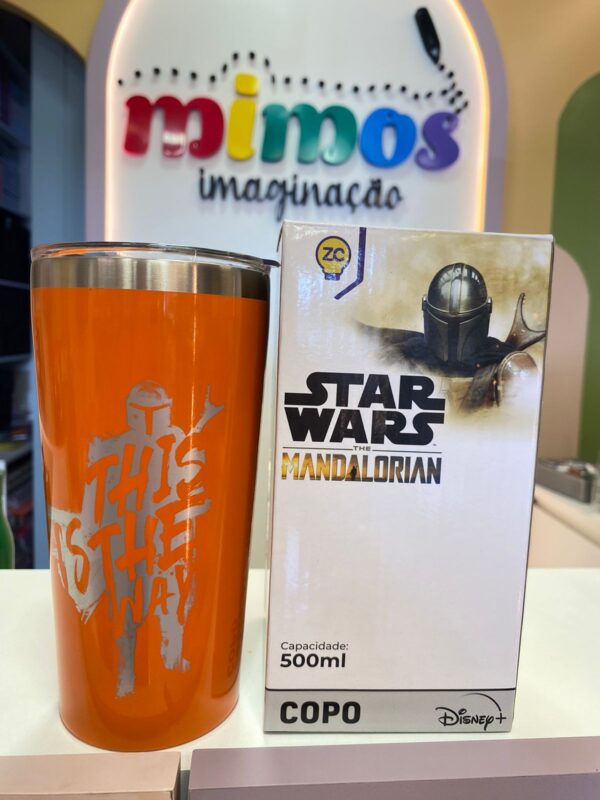 mimos
imaginação
ZC
STAR
WARS
THE
MANDALORIAN
THIS
IS THE
WAY
Capacidade:
500ml
COPO
Disney+